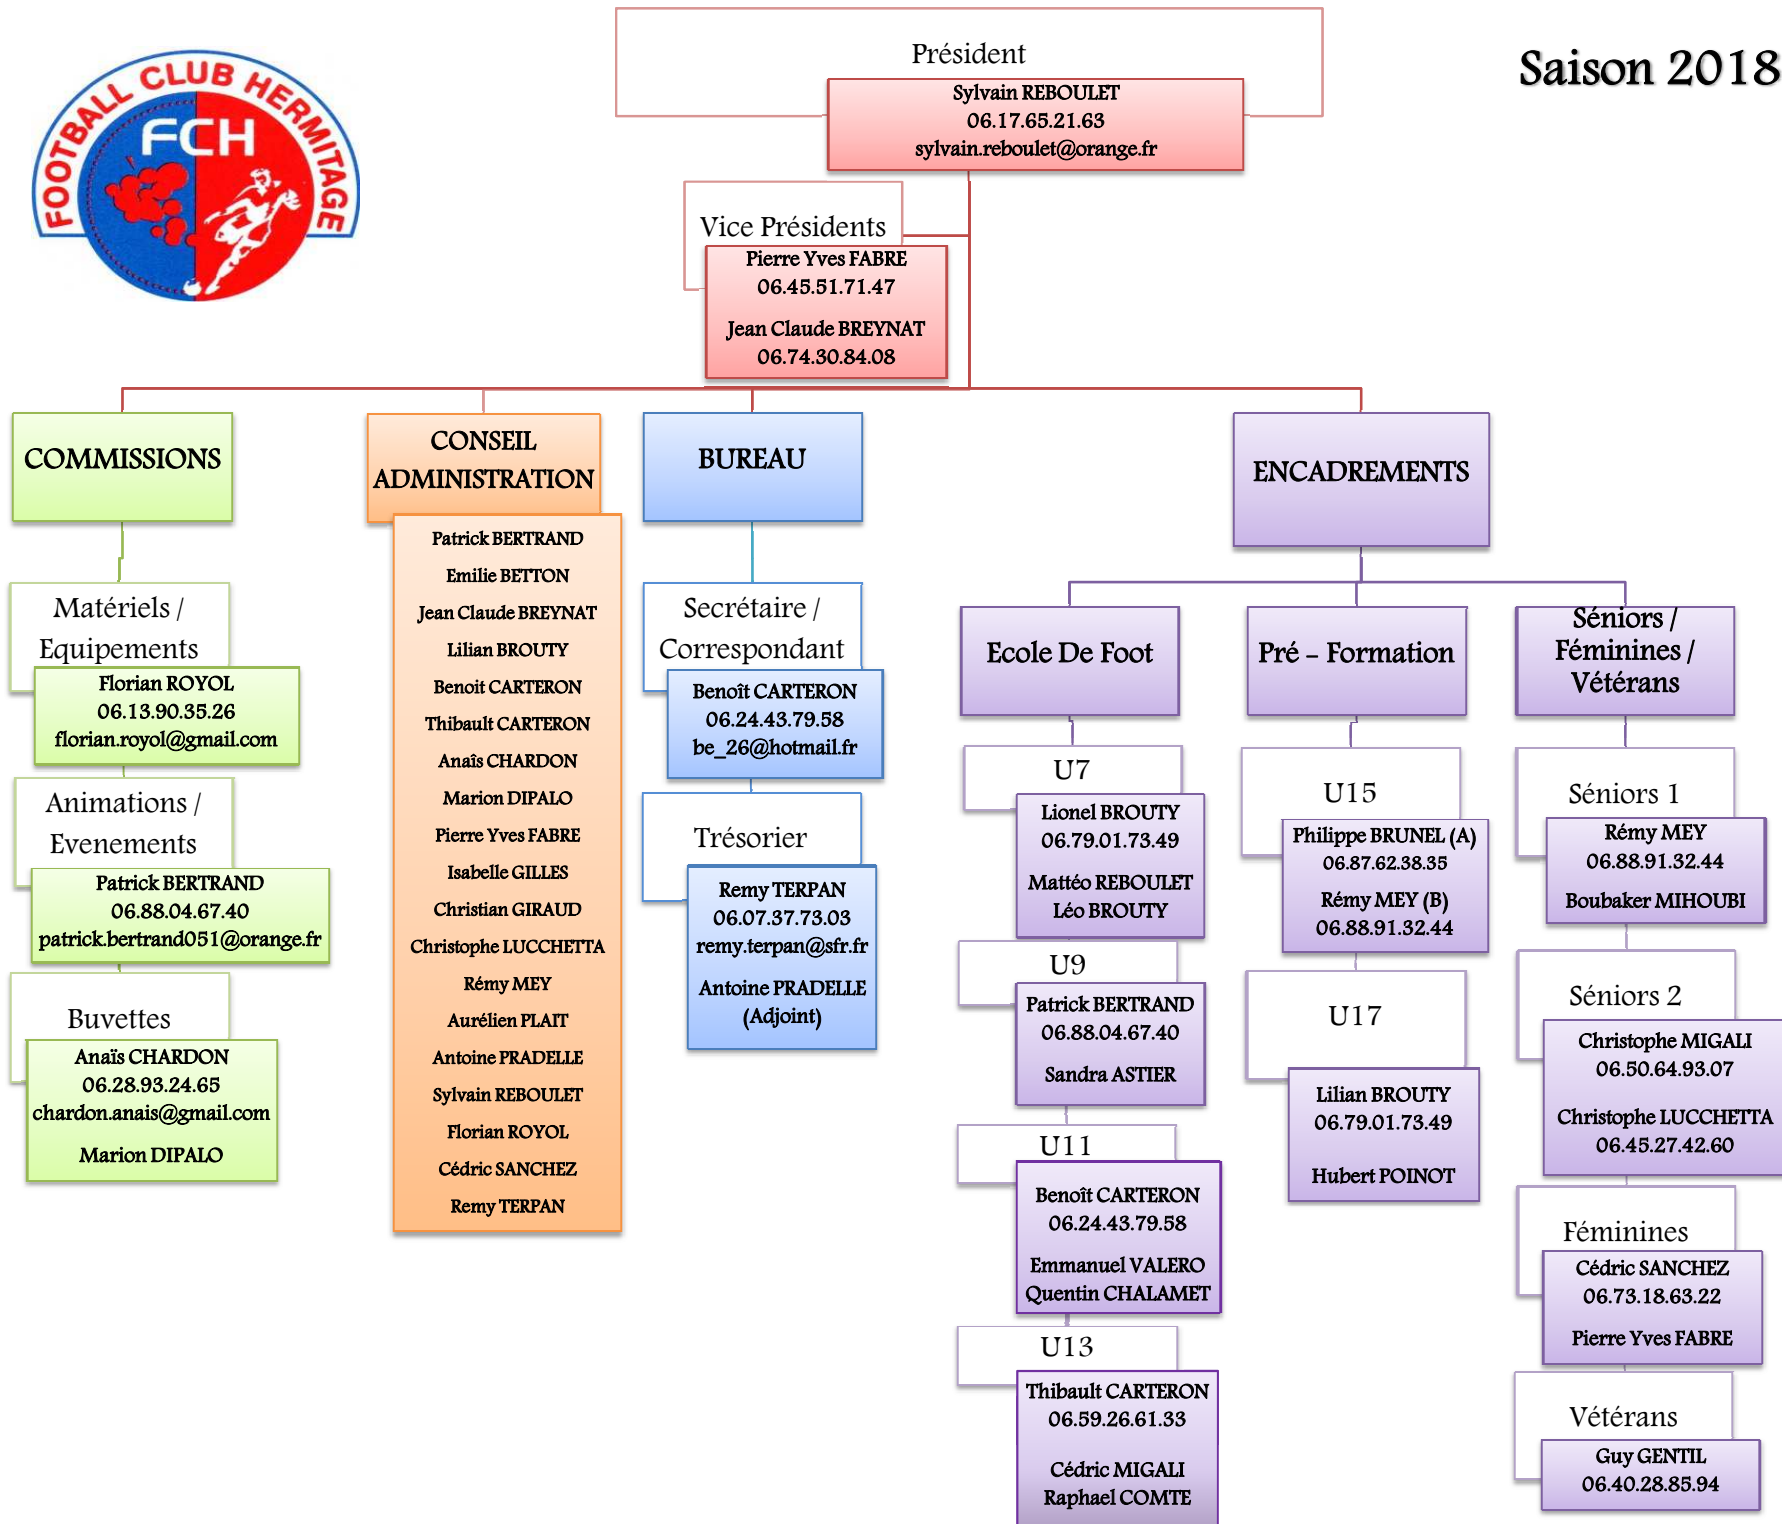 FOOTBALL CLUB HERMITAGE
FCH
Saison 2018
Président
Sylvain REBOULET
06.17.65.21.63
sylvain.reboulet@orange.fr
Vice Présidents
Pierre Yves FABRE
06.45.51.71.47
Jean Claude BREYNAT
06.74.30.84.08
COMMISSIONS
Matériels /
Equipements
Florian ROYOL
06.13.90.35.26
florian.royol@gmail.com
Animations /
Evenements
Patrick BERTRAND
06.88.04.67.40
patrick.bertrand051@orange.fr
Buvettes
Anaïs CHARDON
06.28.93.24.65
chardon.anais@gmail.com
Marion DIPALO
CONSEIL
ADMINISTRATION
Patrick BERTRAND
Emilie BETTON
Jean Claude BREYNAT
Lilian BROUTY
Benoit CARTERON
Thibault CARTERON
Anaîs CHARDON
Marion DIPALO
Pierre Yves FABRE
Isabelle GILLES
Christian GIRAUD
Christophe LUCCHETTA
Rémy MEY
Aurélien PLAIT
Antoine PRADELLE
Sylvain REBOULET
Florian ROYOL
Cédric SANCHEZ
Remy TERPAN
BUREAU
Secrétaire /
Correspondant
Benoît CARTERON
06.24.43.79.58
be_26@hotmail.fr
Trésorier
Remy TERPAN
06.07.37.73.03
remy.terpan@sfr.fr
Antoine PRADELLE
(Adjoint)
ENCADREMENTS
Ecole De Foot
U7
Lionel BROUTY
06.79.01.73.49
Mattéo REBOULET
Léo BROUTY
U9
Patrick BERTRAND
06.88.04.67.40
Sandra ASTIER
U11
Benoît CARTERON
06.24.43.79.58
Emmanuel VALERO
Quentin CHALAMET
U13
Thibault CARTERON
06.59.26.61.33
Cédric MIGALI
Raphael COMTE
Pré – Formation
U15
Philippe BRUNEL (A)
06.87.62.38.35
Rémy MEY (B)
06.88.91.32.44
U17
Lilian BROUTY
06.79.01.73.49
Hubert POINOT
Séniors /
Féminines /
Vétérans
Séniors 1
Rémy MEY
06.88.91.32.44
Boubaker MIHOUBI
Séniors 2
Christophe MIGALI
06.50.64.93.07
Christophe LUCCHETTA
06.45.27.42.60
Féminines
Cédric SANCHEZ
06.73.18.63.22
Pierre Yves FABRE
Vétérans
Guy GENTIL
06.40.28.85.94